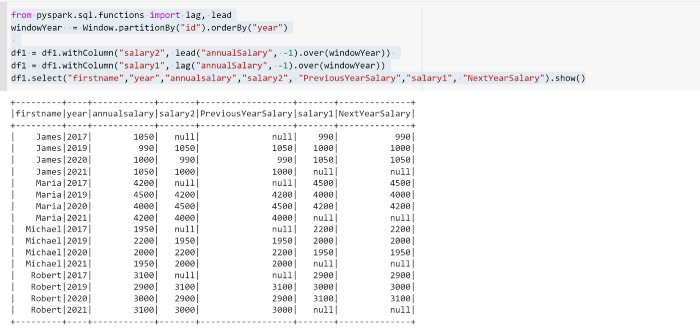 from pyspark.sql.functions import lag, lead
windowYear  = Window.partitionBy("id").orderBy("year")
df1 = df1.withColumn("salary2", lead("annualSalary", -1).over(windowYear))
df1 = df1.withColumn("salary1", lag("annualSalary", -1).over(windowYear))
df1.select("firstname","year","annualsalary","salary2", "PreviousYearSalary","salary1", "NextYearSalary").show()
+---------+----+------------+-------+------------------+-------+--------------+
|firstname|year|annualsalary|salary2|PreviousYearSalary|salary1|NextYearSalary|
+---------+----+------------+-------+------------------+-------+--------------+
|    James|2017|        1050|   null|              null|    990|           990|
|    James|2019|         990|   1050|              1050|   1000|          1000|
|    James|2020|        1000|    990|               990|   1050|          1050|
|    James|2021|        1050|   1000|              1000|   null|          null|
|    Maria|2017|        4200|   null|              null|   4500|          4500|
|    Maria|2019|        4500|   4200|              4200|   4000|          4000|
|    Maria|2020|        4000|   4500|              4500|   4200|          4200|
|    Maria|2021|        4200|   4000|              4000|   null|          null|
|  Michael|2017|        1950|   null|              null|   2200|          2200|
|  Michael|2019|        2200|   1950|              1950|   2000|          2000|
|  Michael|2020|        2000|   2200|              2200|   1950|          1950|
|  Michael|2021|        1950|   2000|              2000|   null|          null|
|   Robert|2017|        3100|   null|              null|   2900|          2900|
|   Robert|2019|        2900|   3100|              3100|   3000|          3000|
|   Robert|2020|        3000|   2900|              2900|   3100|          3100|
|   Robert|2021|        3100|   3000|              3000|   null|          null|
+---------+----+------------+-------+------------------+-------+--------------+